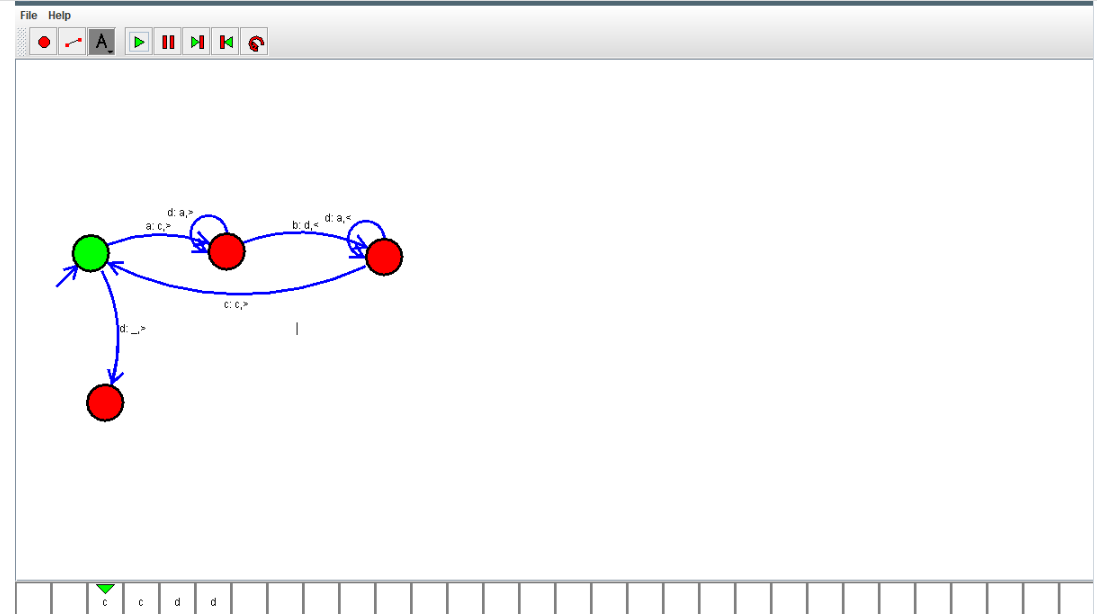 File Help
A
d: a,>
a: c,>
b: d,<
d: a,<
c: c,>
d: _,>
c c d d